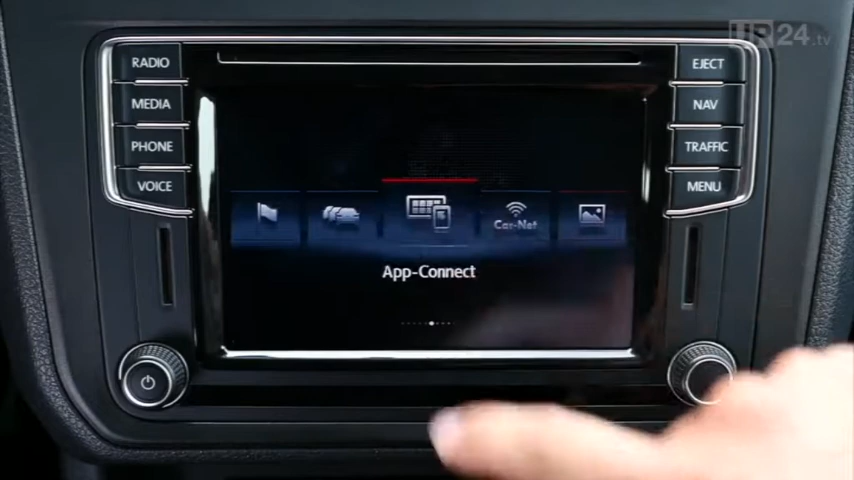 UR24.tv
RADIO
EJECT
MEDIA
NAV
PHONE
TRAFFIC
VOICE
MENU
Car-Net
App-Connect